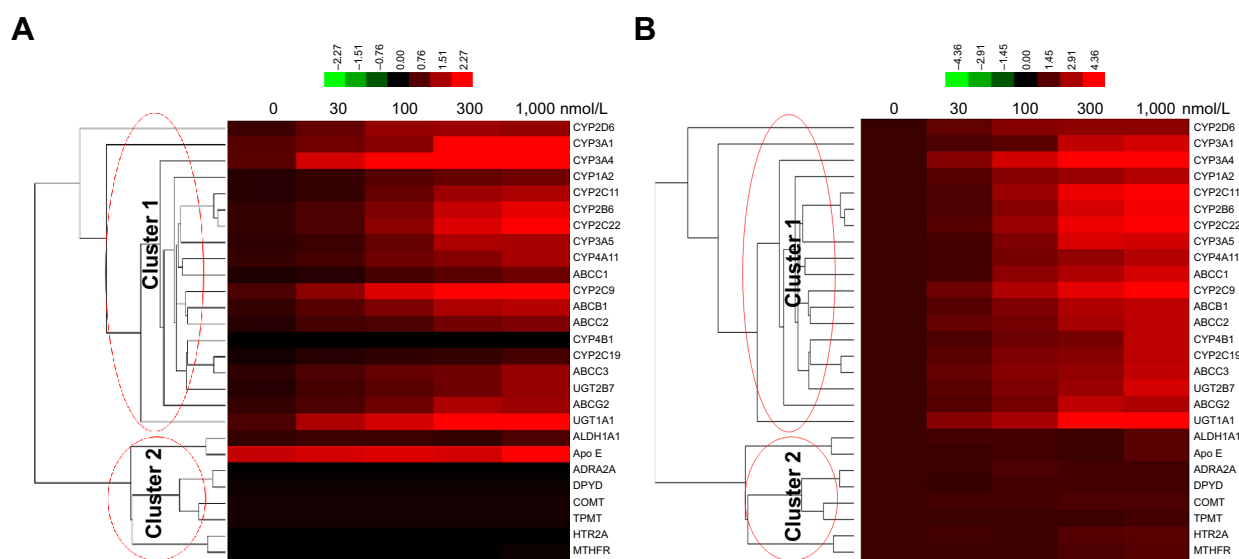 A
−2.27
−1.51
−0.76
0.00
0.76
1.51
2.27
0 30 100 300 1,000 nmol/L
CYP2D6
CYP3A1
CYP3A4
CYP1A2
CYP2C11
CYP2B6
CYP2C22
CYP3A5
CYP4A11
ABCC1
CYP2C9
ABCB1
ABCC2
CYP4B1
CYP2C19
ABCC3
UGT2B7
ABCG2
UGT1A1
ALDH1A1
Apo E
ADRA2A
DPYD
COMT
TPMT
HTR2A
MTHFR
Cluster 1
Cluster 2
B
−4.36
−2.91
−1.45
0.00
1.45
2.91
4.36
0 30 100 300 1,000 nmol/L
CYP2D6
CYP3A1
CYP3A4
CYP1A2
CYP2C11
CYP2B6
CYP2C22
CYP3A5
CYP4A11
ABCC1
CYP2C9
ABCB1
ABCC2
CYP4B1
CYP2C19
ABCC3
UGT2B7
ABCG2
UGT1A1
ALDH1A1
Apo E
ADRA2A
DPYD
COMT
TPMT
HTR2A
MTHFR
Cluster 1
Cluster 2